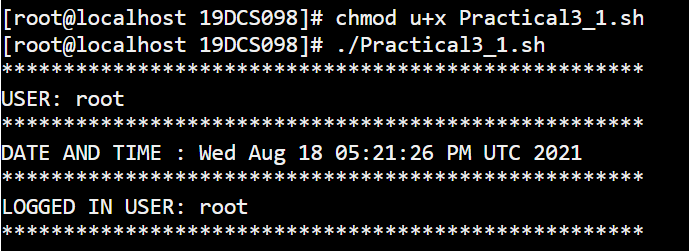 [root@localhost 19DCS098]# chmod u+x Practical3_1.sh
[root@localhost 19DCS098]# ./Practical3_1.sh
****************************************************
USER: root
****************************************************
DATE AND TIME : Wed Aug 18 05:21:26 PM UTC 2021
****************************************************
LOGGED IN USER: root
****************************************************